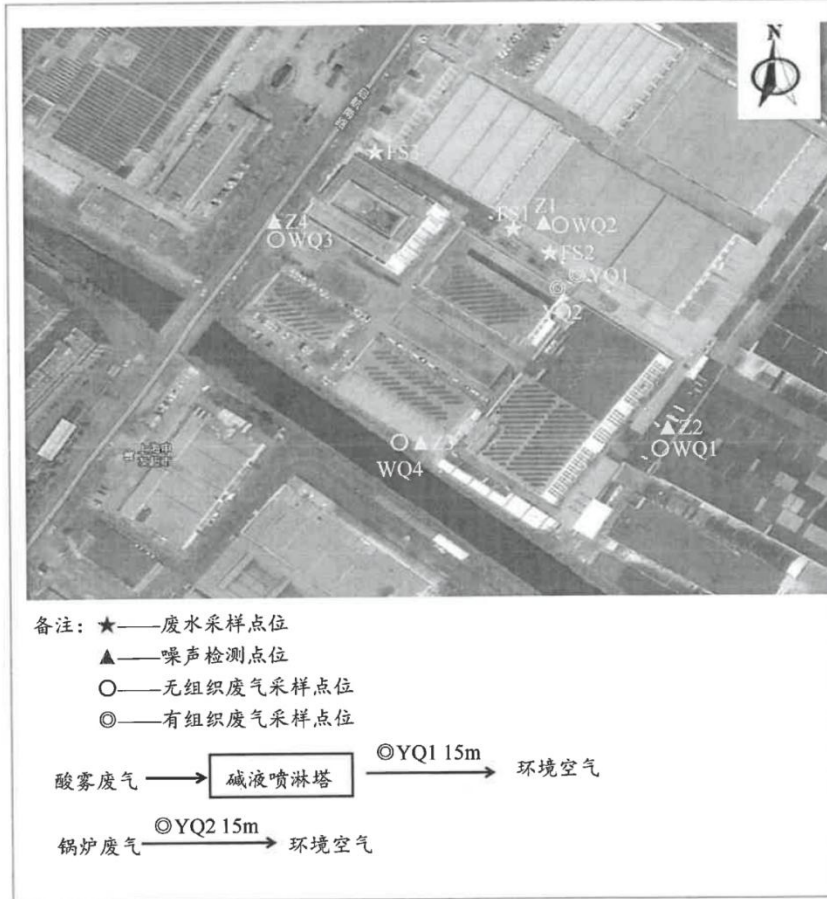 N
FS3
Z4
WQ3
FS1
Z1
WQ2
FS2
YQ1
YQ2
Z2
WQ1
Z3
WQ4
备注：★——废水采样点位
▲——噪声检测点位
○——无组织废气采样点位
◎——有组织废气采样点位
酸雾废气
碱液喷淋塔
◎YQ1 15m
环境空气
锅炉废气
◎YQ2 15m
环境空气